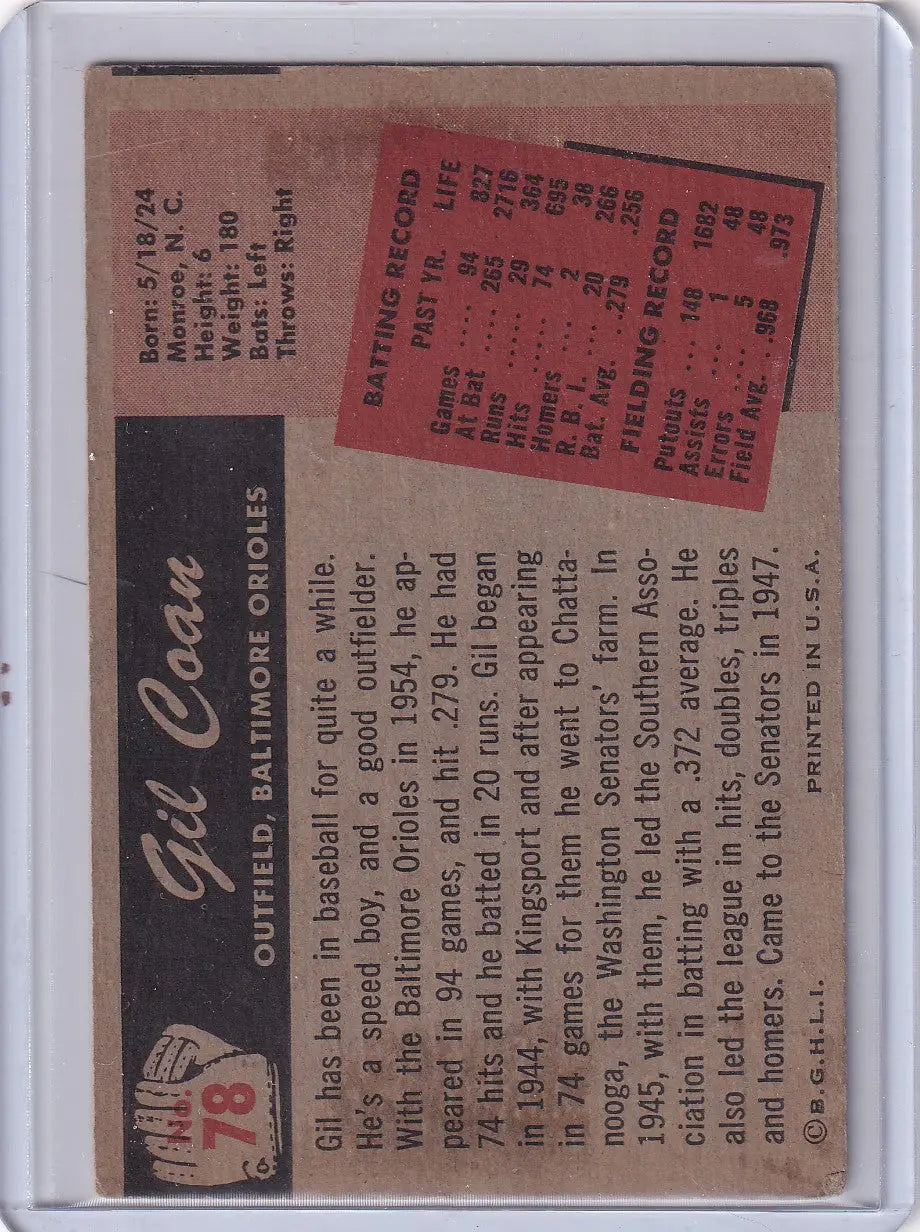 No.
78
Gil Coan
OUTFIELD, BALTIMORE ORIOLES
Born: 5/18/24
Monroe, N. C.
Height: 6
Weight: 180
Bats: Left
Throws: Right
Gil has been in baseball for quite a while.
He's a speed boy, and a good outfielder.
With the Baltimore Orioles in 1954, he ap-
peared in 94 games, and hit .279. He had
74 hits and he batted in 20 runs. Gil began
in 1944, with Kingsport and after appearing
in 74 games for them he went to Chatta-
nooga, the Washington Senators' farm. In
1945, with them, he led the Southern Asso-
ciation in batting with a .372 average. He
also led the league in hits, doubles, triples
and homers. Came to the Senators in 1947.
BATTING RECORD
PAST YR. LIFE
Games .... 94 827
At Bat .... 265 2716
Runs ..... 29 364
Hits ..... 74 695
Homers ... 2 38
R. B. I. .... 20 266
Bat. Avg. .. .279 .256
FIELDING RECORD
Putouts ... 148 1682
Assists ... 1 48
Errors .... 5 48
Field Avg. . .968 .973
© B. G. H. L. I. PRINTED IN U. S. A.